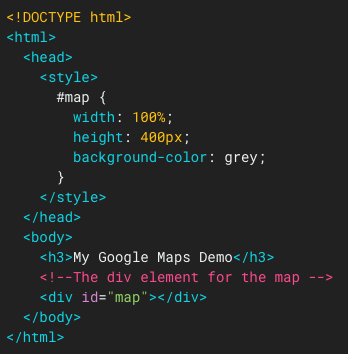 <!DOCTYPE html>
<html>
  <head>
    <style>
      #map {
        width: 100%;
        height: 400px;
        background-color: grey;
      }
    </style>
  </head>
  <body>
    <h3>My Google Maps Demo</h3>
    <!--The div element for the map -->
    <div id="map"></div>
  </body>
</html>